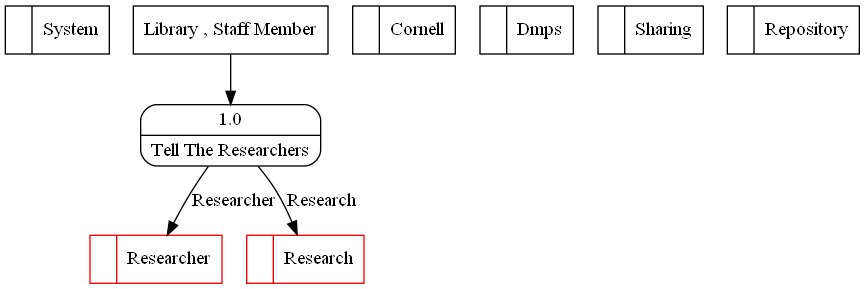 System
Library , Staff Member
Cornell
Dmps
Sharing
Repository
1.0
Tell The Researchers
Researcher
Research
Researcher
Research